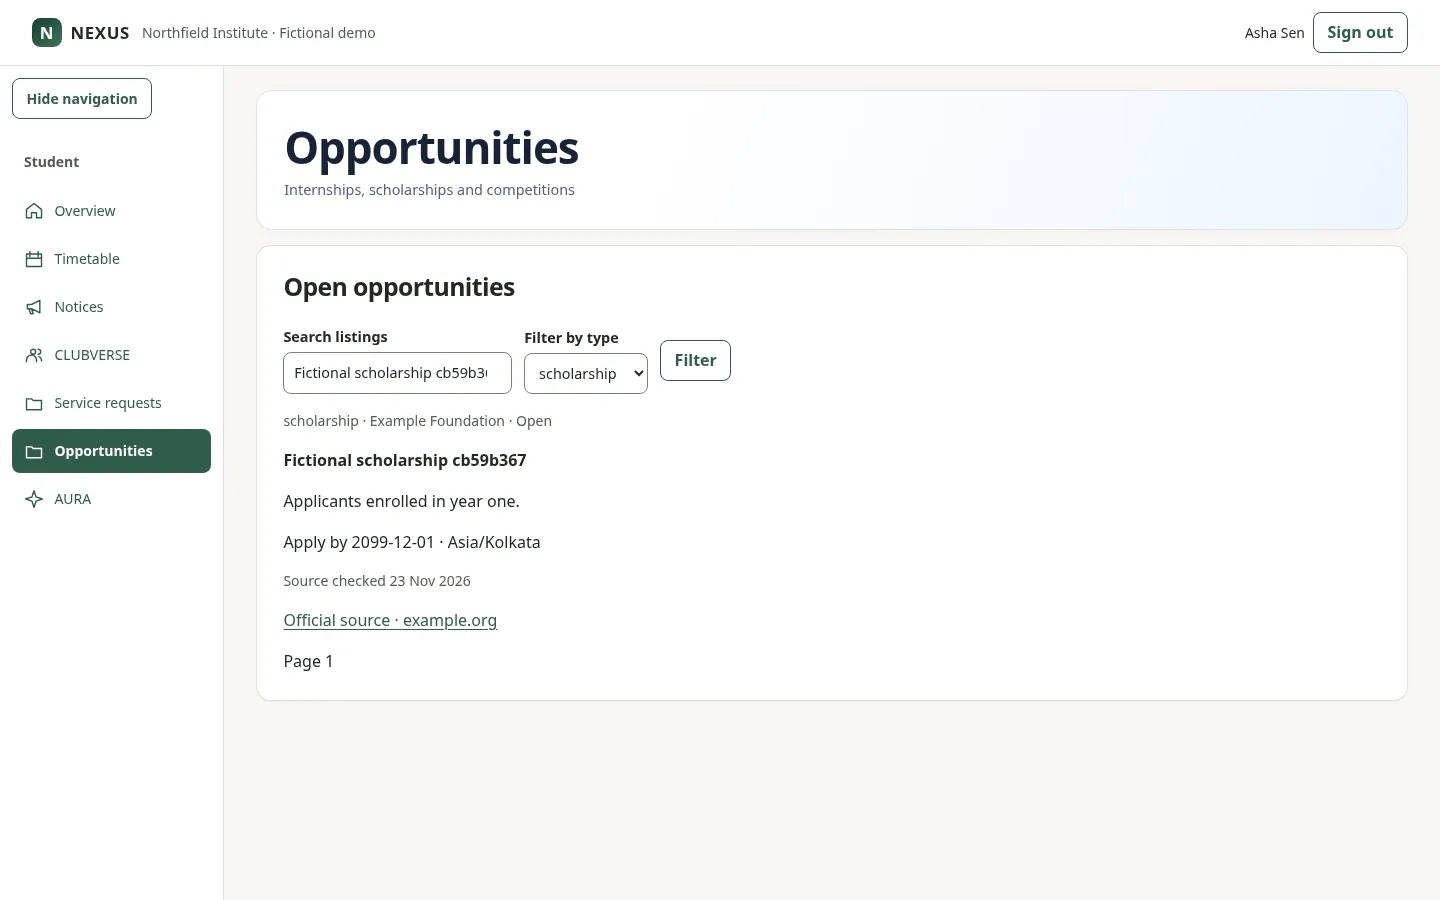 N NEXUS Northfield Institute · Fictional demo
Asha Sen Sign out
Hide navigation
Student
Overview
Timetable
Notices
CLUBVERSE
Service requests
Opportunities
AURA
Opportunities
Internships, scholarships and competitions
Open opportunities
Search listings
Fictional scholarship cb59b3
Filter by type
scholarship
Filter
scholarship · Example Foundation · Open
Fictional scholarship cb59b367
Applicants enrolled in year one.
Apply by 2099-12-01 · Asia/Kolkata
Source checked 23 Nov 2026
Official source · example.org
Page 1